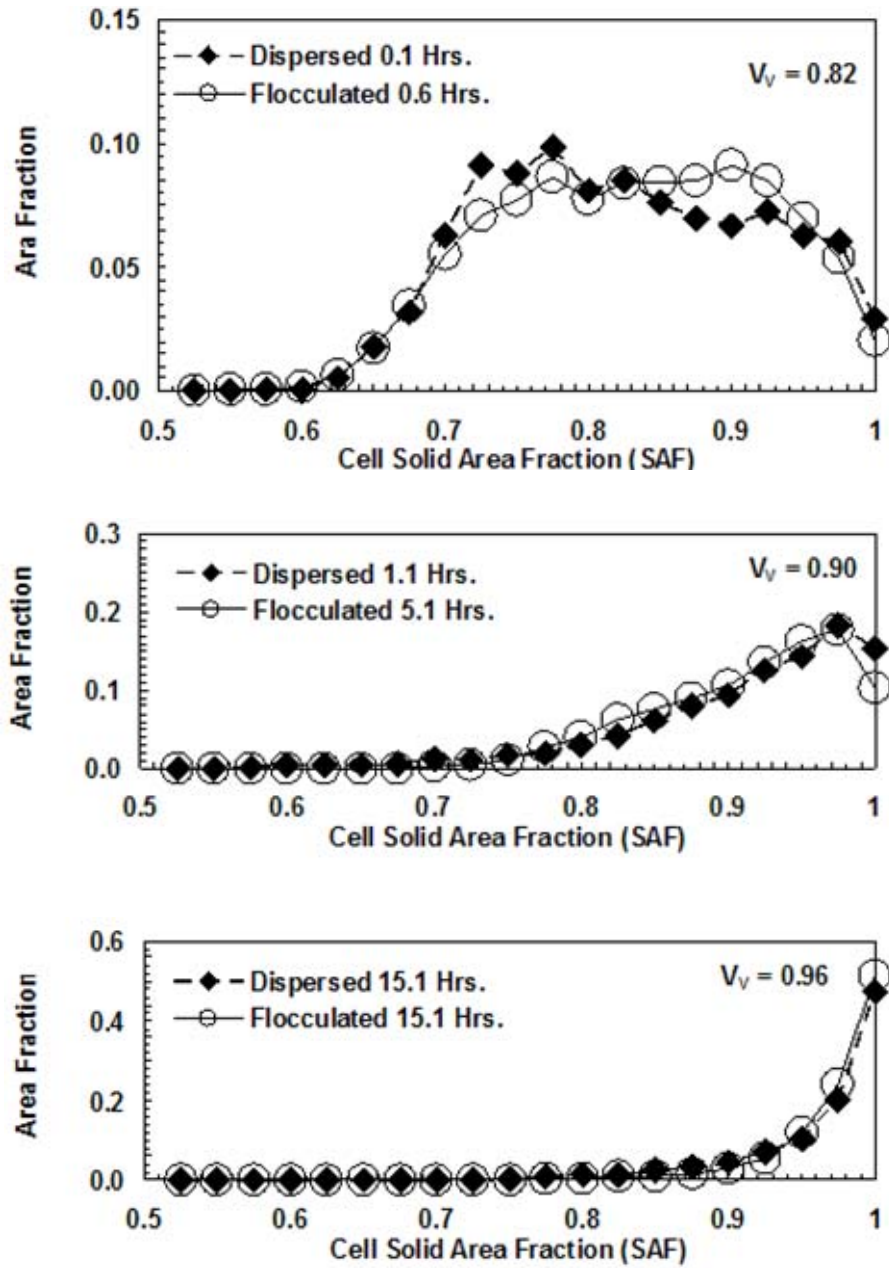 0.15
Dispersed 0.1 Hrs.
Flocculated 0.6 Hrs.
Vv = 0.82
0.10
Ara Fraction
0.05
0.00
0.5 0.6 0.7 0.8 0.9 1
Cell Solid Area Fraction (SAF)
0.3
Dispersed 1.1 Hrs.
Flocculated 5.1 Hrs.
Vv = 0.90
0.2
Area Fraction
0.1
0.0
0.5 0.6 0.7 0.8 0.9 1
Cell Solid Area Fraction (SAF)
0.6
Dispersed 15.1 Hrs.
Flocculated 15.1 Hrs.
Vv = 0.96
0.4
Area Fraction
0.2
0.0
0.5 0.6 0.7 0.8 0.9 1
Cell Solid Area Fraction (SAF)